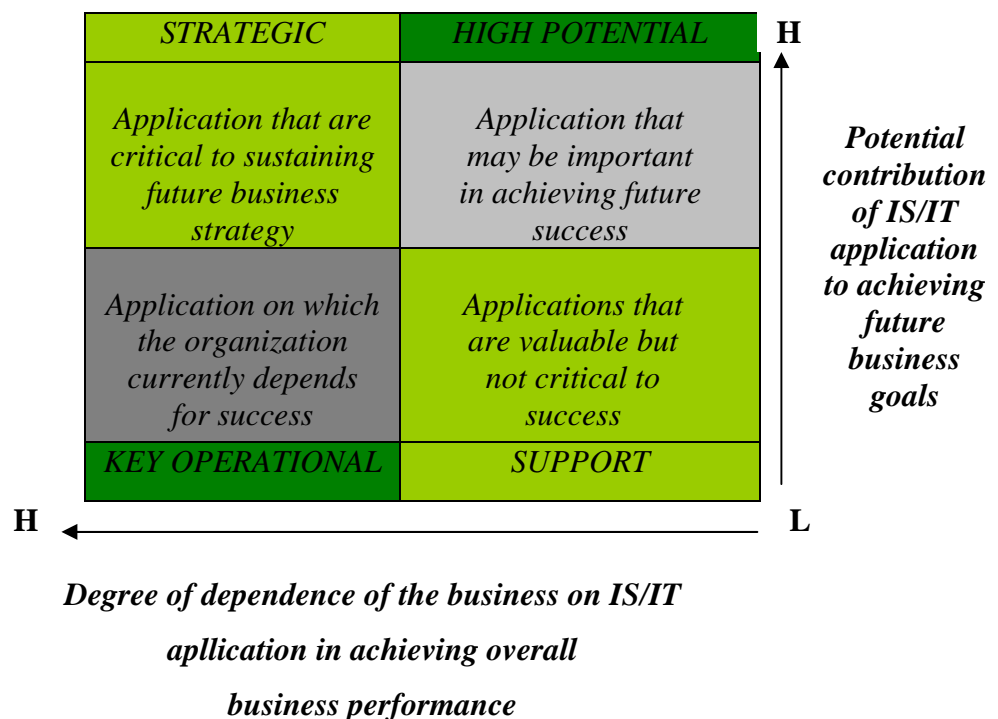 STRATEGIC
HIGH POTENTIAL
H
Application that are
critical to sustaining
future business
strategy
Application that
may be important
in achieving future
success
Potential
contribution
of IS/IT
application
to achieving
future
business
goals
Application on which
the organization
currently depends
for success
Applications that
are valuable but
not critical to
success
KEY OPERATIONAL
SUPPORT
H
L
Degree of dependence of the business on IS/IT
apllication in achieving overall
business performance